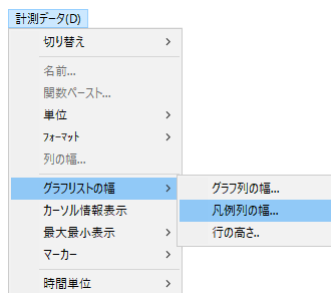 計測データ(D)
切り替え
名前...
関数ペースト...
単位
ﾌｫｰﾏｯﾄ
列の幅...
グラフリストの幅
グラフ列の幅...
カーソル情報表示
凡例列の幅...
最大最小表示
行の高さ..
マーカー
時間単位